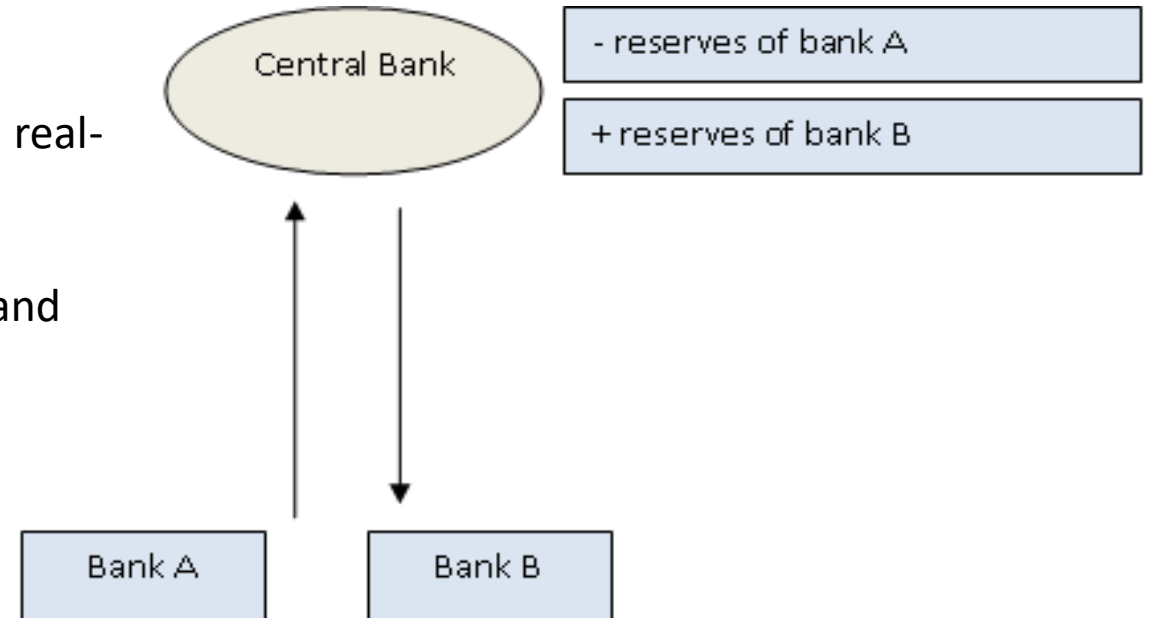 Central Bank
- reserves of bank A
+ reserves of bank B
real-
and
Bank A
Bank B